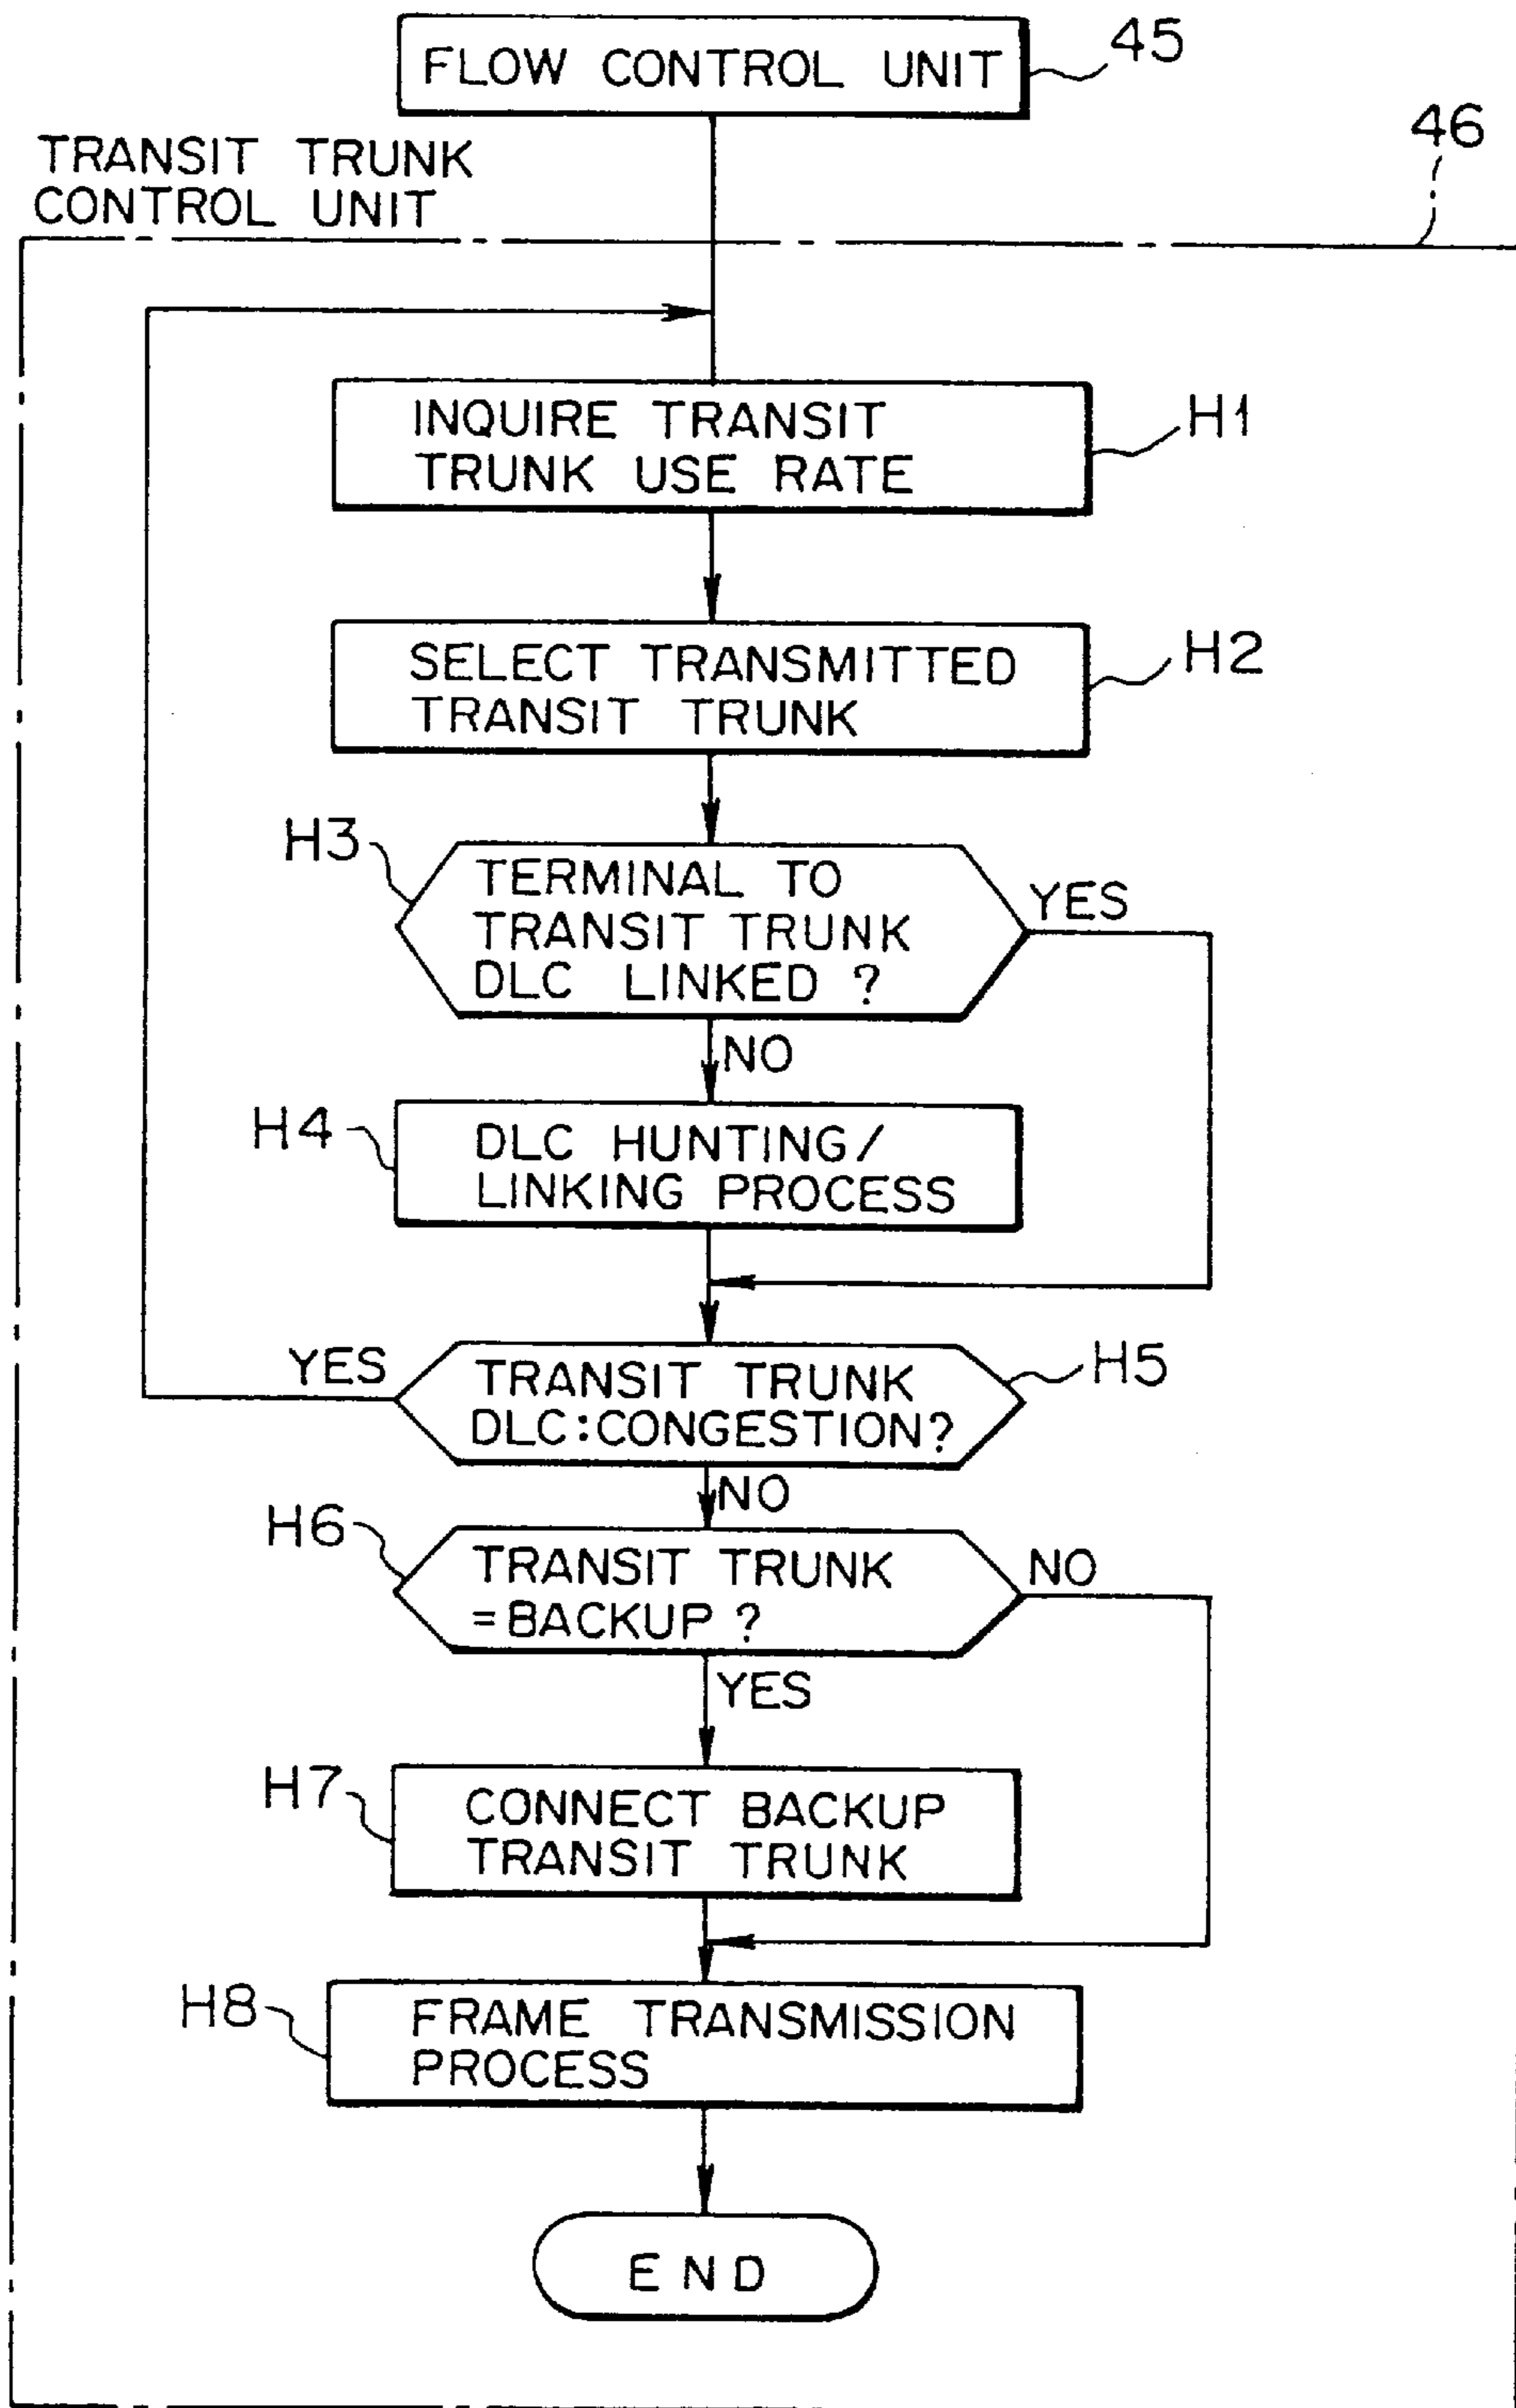 FLOW CONTROL UNIT
45
46
TRANSIT TRUNK
CONTROL UNIT
INQUIRE TRANSIT
TRUNK USE RATE
H1
SELECT TRANSMITTED
TRANSIT TRUNK
H2
H3
TERMINAL TO
TRANSIT TRUNK
DLC LINKED ?
YES
NO
H4
DLC HUNTING/
LINKING PROCESS
YES
TRANSIT TRUNK
DLC:CONGESTION?
H5
NO
H6
TRANSIT TRUNK
=BACKUP ?
NO
YES
H7
CONNECT BACKUP
TRANSIT TRUNK
H8
FRAME TRANSMISSION
PROCESS
END